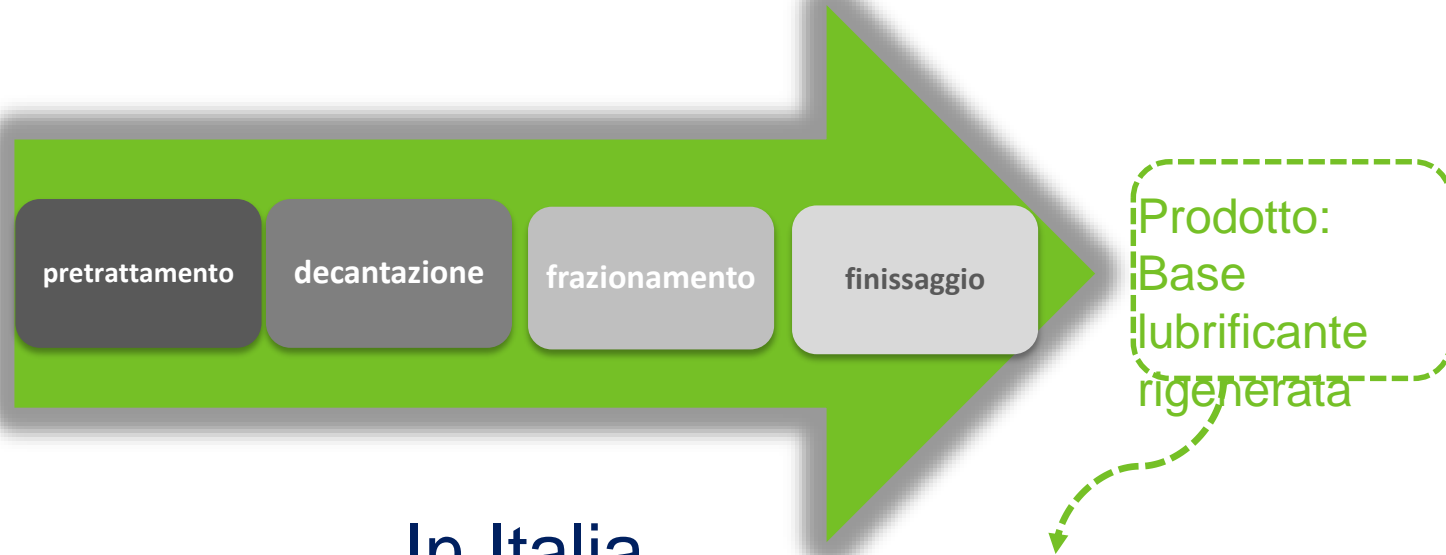 pretrattamento
decantazione
frazionamento
finissaggio
Prodotto:
Base
lubrificante
rigenerata
In Italia